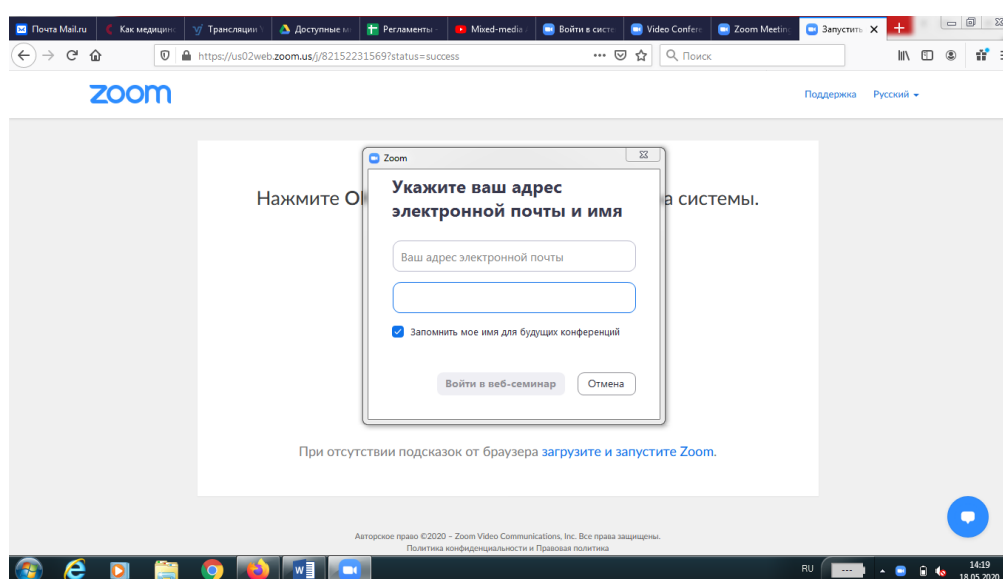 Почта Mail.ru
Как медицинс
Трансляции
Доступные ма
Регламенты -
Mixed-media
Войти в систе
Video Confere
Zoom Meeting
Запустить
https://us02web.zoom.us/j/82152231569?status=success
Поиск
zoom
Поддержка
Русский
Zoom
Укажите ваш адрес
электронной почты и имя
Нажмите
системы.
Ваш адрес электронной почты
Запомнить мое имя для будущих конференций
Войти в веб-семинар
Отмена
При отсутствии подсказок от браузера загрузите и запустите Zoom.
Авторское право ©2020 - Zoom Video Communications, Inc. Все права защищены.
Политика конфиденциальности и Правовая политика
RU
14:19
18.05.2020